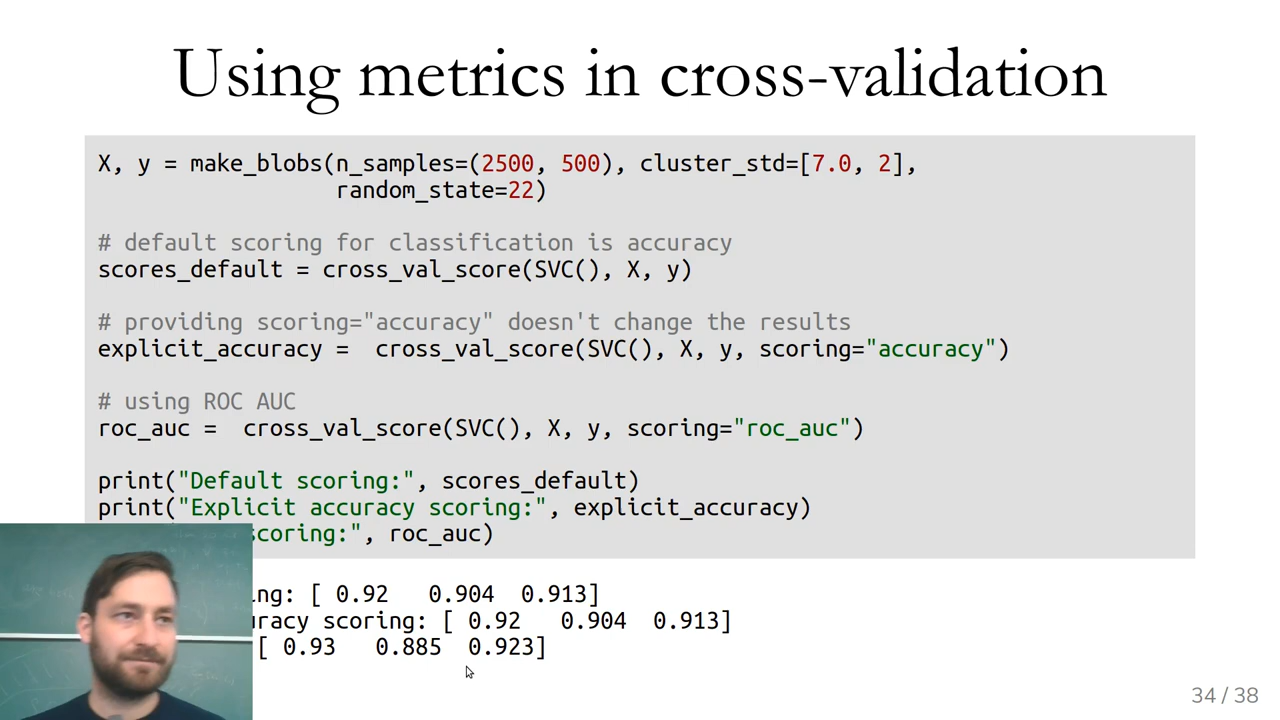 Using metrics in cross-validation
X, y = make_blobs(n_samples=(2500, 500), cluster_std=[7.0, 2],
random_state=22)
# default scoring for classification is accuracy
scores_default = cross_val_score(SVC(), X, y)
# providing scoring="accuracy" doesn't change the results
explicit_accuracy =  cross_val_score(SVC(), X, y, scoring="accuracy")
# using ROC AUC
roc_auc =  cross_val_score(SVC(), X, y, scoring="roc_auc")
print("Default scoring:", scores_default)
print("Explicit accuracy scoring:", explicit_accuracy)
scoring:", roc_auc)
ng: [ 0.92   0.904  0.913]
racy scoring: [ 0.92   0.904  0.913]
[ 0.93   0.885  0.923]
34 / 38